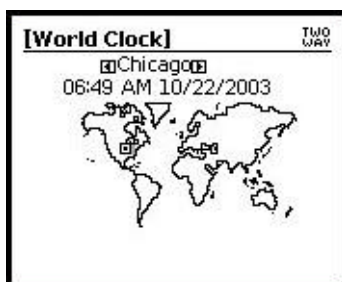 [World Clock]
TWO
WAY
Chicago
06:49 AM 10/22/2003